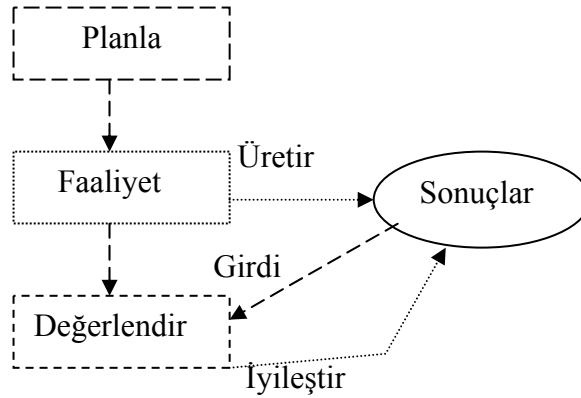 Planla
Üretir
Faaliyet
Sonuçlar
Girdi
Değerlendir
İyileştir